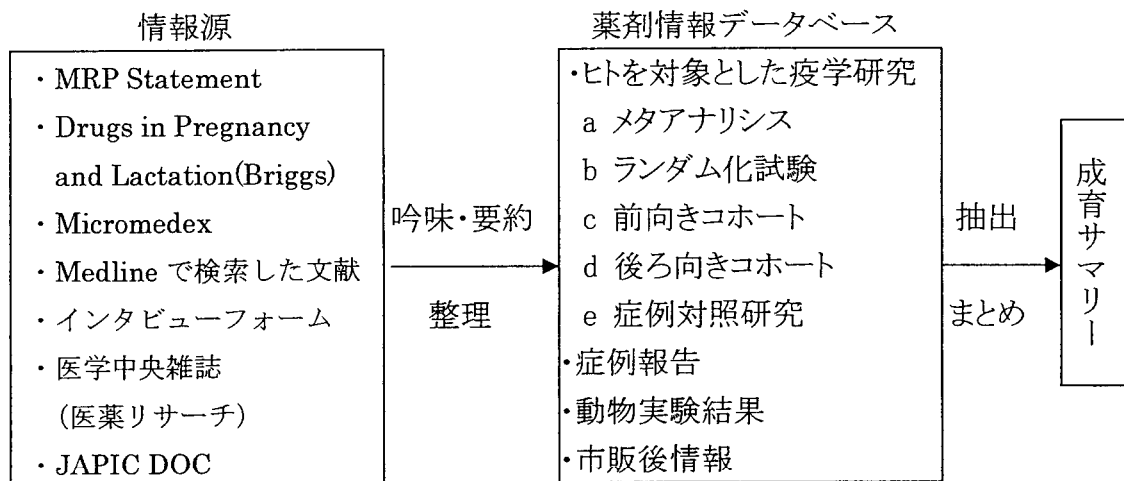 情報源
・MRP Statement
・Drugs in Pregnancy
and Lactation(Briggs)
・Micromedex
・Medline で検索した文献
・インタビューフォーム
・医学中央雑誌
(医薬リサーチ)
・JAPIC DOC
吟味・要約
整理
薬剤情報データベース
・ヒトを対象とした疫学研究
a メタアナリシス
b ランダム化試験
c 前向きコホート
d 後ろ向きコホート
e 症例対照研究
・症例報告
・動物実験結果
・市販後情報
抽出
まとめ
成育サマリー